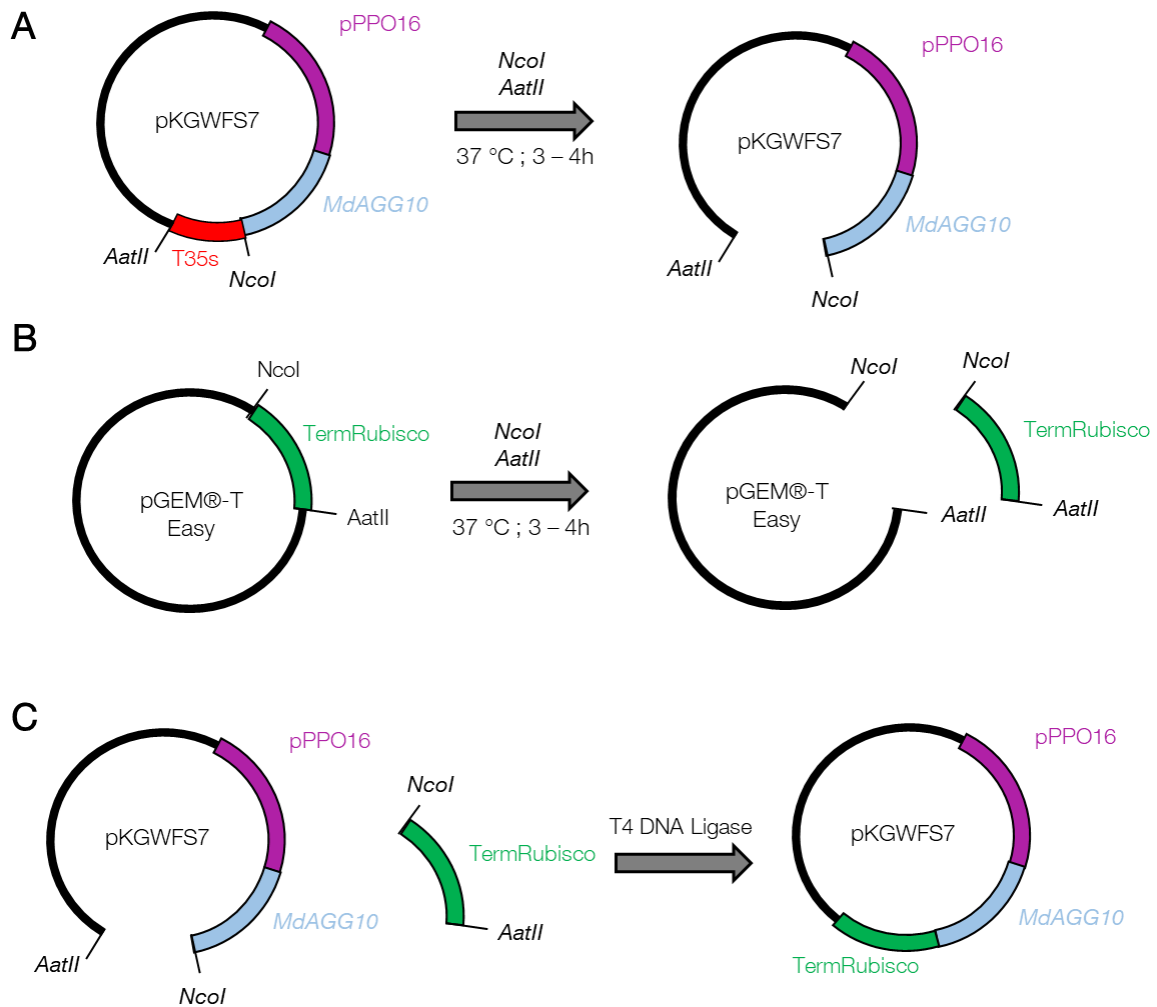 A
pPPO16
pKGWFS7
MdAGG10
AatII
T35s
NcoI
NcoI
AatII
37 °C ; 3 – 4h
pPPO16
pKGWFS7
MdAGG10
AatII
NcoI
B
NcoI
TermRubisco
pGEM®-T
Easy
AatII
NcoI
AatII
37 °C ; 3 – 4h
NcoI
pGEM®-T
Easy
AatII
NcoI
TermRubisco
AatII
C
pPPO16
pKGWFS7
MdAGG10
AatII
NcoI
NcoI
TermRubisco
AatII
T4 DNA Ligase
pPPO16
pKGWFS7
MdAGG10
TermRubisco